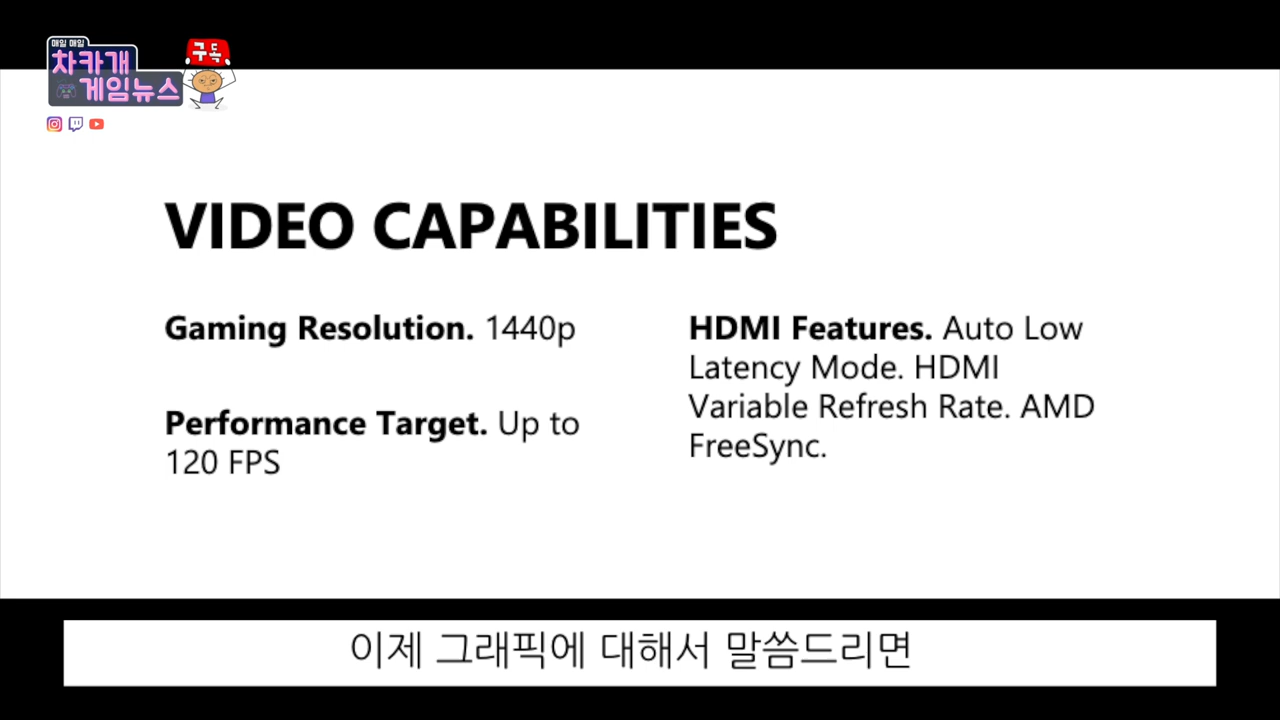 매일 매일
차카개
게임뉴스
구독
VIDEO CAPABILITIES
Gaming Resolution. 1440p
Performance Target. Up to
120 FPS
HDMI Features. Auto Low
Latency Mode. HDMI
Variable Refresh Rate. AMD
FreeSync.
이제 그래픽에 대해서 말씀드리면